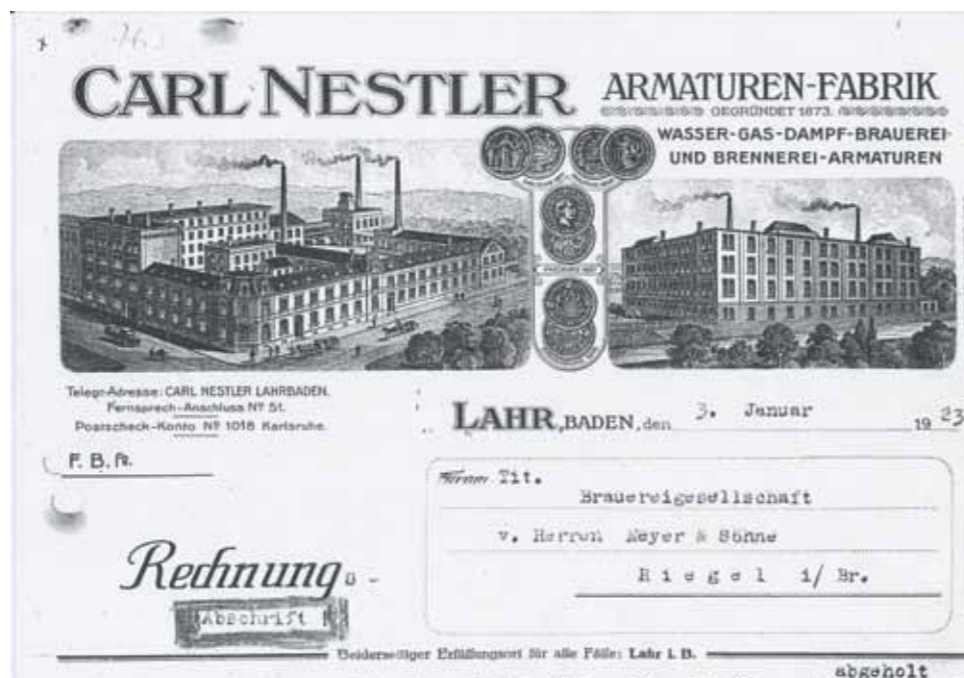 CARL NESTLER
ARMATUREN-FABRIK
GEGRÜNDET 1873.
WASSER-GAS-DAMPF-BRAUEREI-
UND BRENNEREI-ARMATUREN
Telegr-Adresse: CARL NESTLER LAHRBADEN.
Fernsprech-Anschluss Nº 51.
Postscheck-Konto Nº 1018 Karlsruhe.
LAHR, BADEN, den 3. Januar 1923
F. B. Nr.
Firma Tit.
Brauereigesellschaft
v. Herren Meyer & Söhne
Riegel i/ Br.
Rechnung
Abschrift
Beiderseitiger Erfüllungsort für alle Fälle: Lahr i. B.
abgeholt